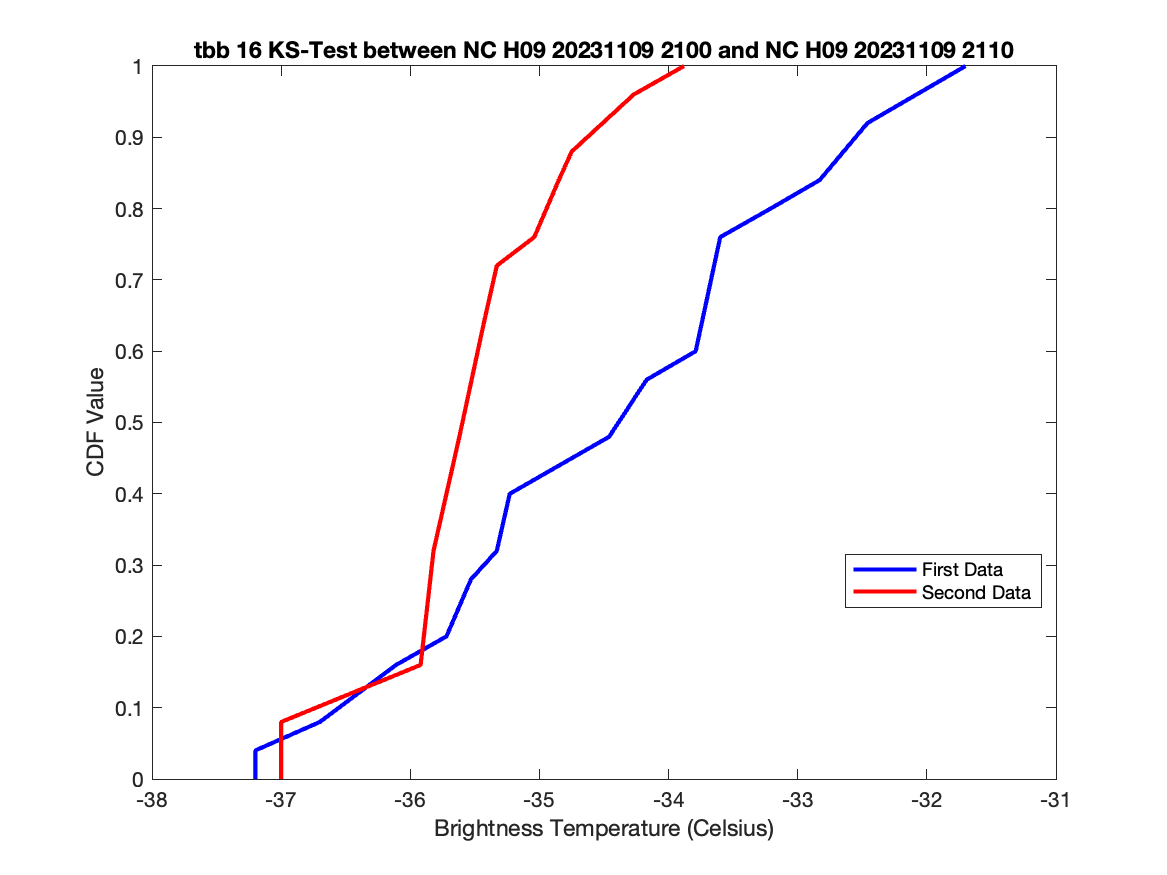 tbb 16 KS-Test between NC H09 20231109 2100 and NC H09 20231109 2110
1
0.9
0.8
0.7
0.6
0.5
0.4
0.3
0.2
0.1
0
CDF Value
First Data
Second Data
-38 -37 -36 -35 -34 -33 -32 -31
Brightness Temperature (Celsius)